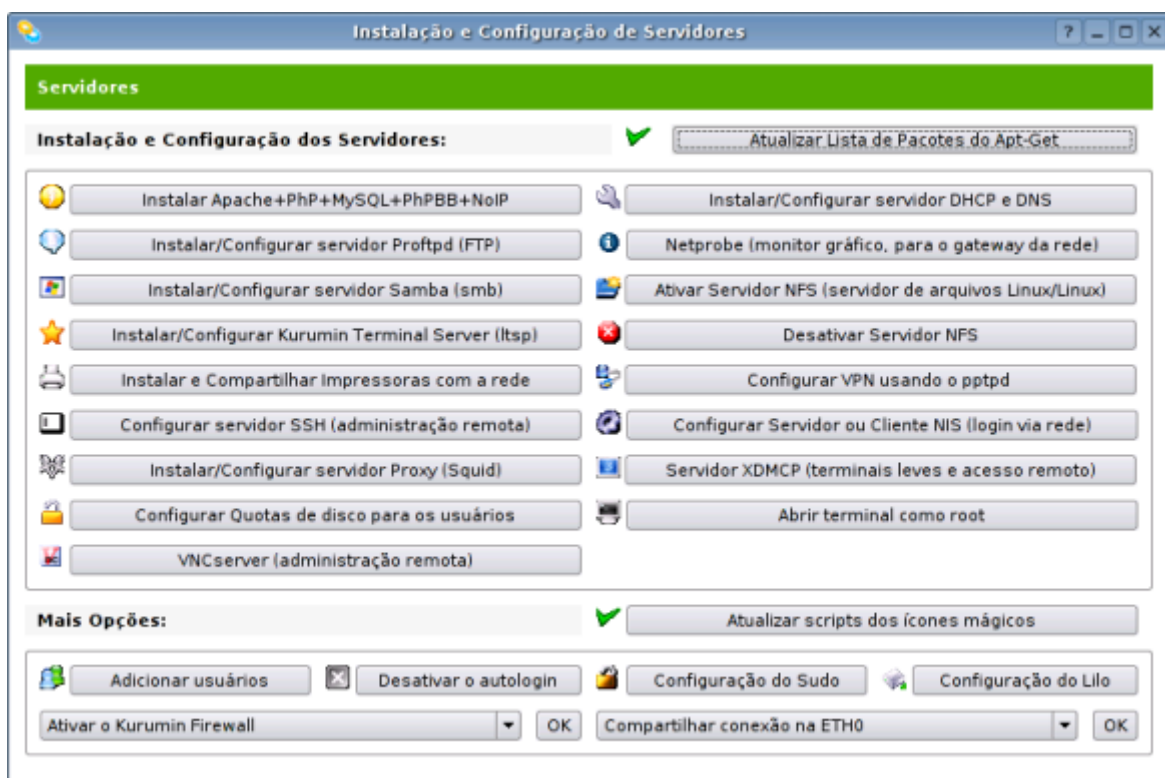 Instalação e Configuração de Servidores
Servidores
Instalação e Configuração dos Servidores:
Atualizar Lista de Pacotes do Apt-Get
Instalar Apache+PhP+MySQL+PhPBB+NoIP
Instalar/Configurar servidor DHCP e DNS
Instalar/Configurar servidor Proftpd (FTP)
Netprobe (monitor gráfico, para o gateway da rede)
Instalar/Configurar servidor Samba (smb)
Ativar Servidor NFS (servidor de arquivos Linux/Linux)
Instalar/Configurar Kurumin Terminal Server (ltsp)
Desativar Servidor NFS
Instalar e Compartilhar Impressoras com a rede
Configurar VPN usando o pptpd
Configurar servidor SSH (administração remota)
Configurar Servidor ou Cliente NIS (login via rede)
Instalar/Configurar servidor Proxy (Squid)
Servidor XDMCP (terminais leves e acesso remoto)
Configurar Quotas de disco para os usuários
Abrir terminal como root
VNCserver (administração remota)
Mais Opções:
Atualizar scripts dos ícones mágicos
Adicionar usuários
Desativar o autologin
Configuração do Sudo
Configuração do Lilo
Ativar o Kurumin Firewall
OK
Compartilhar conexão na ETH0
OK